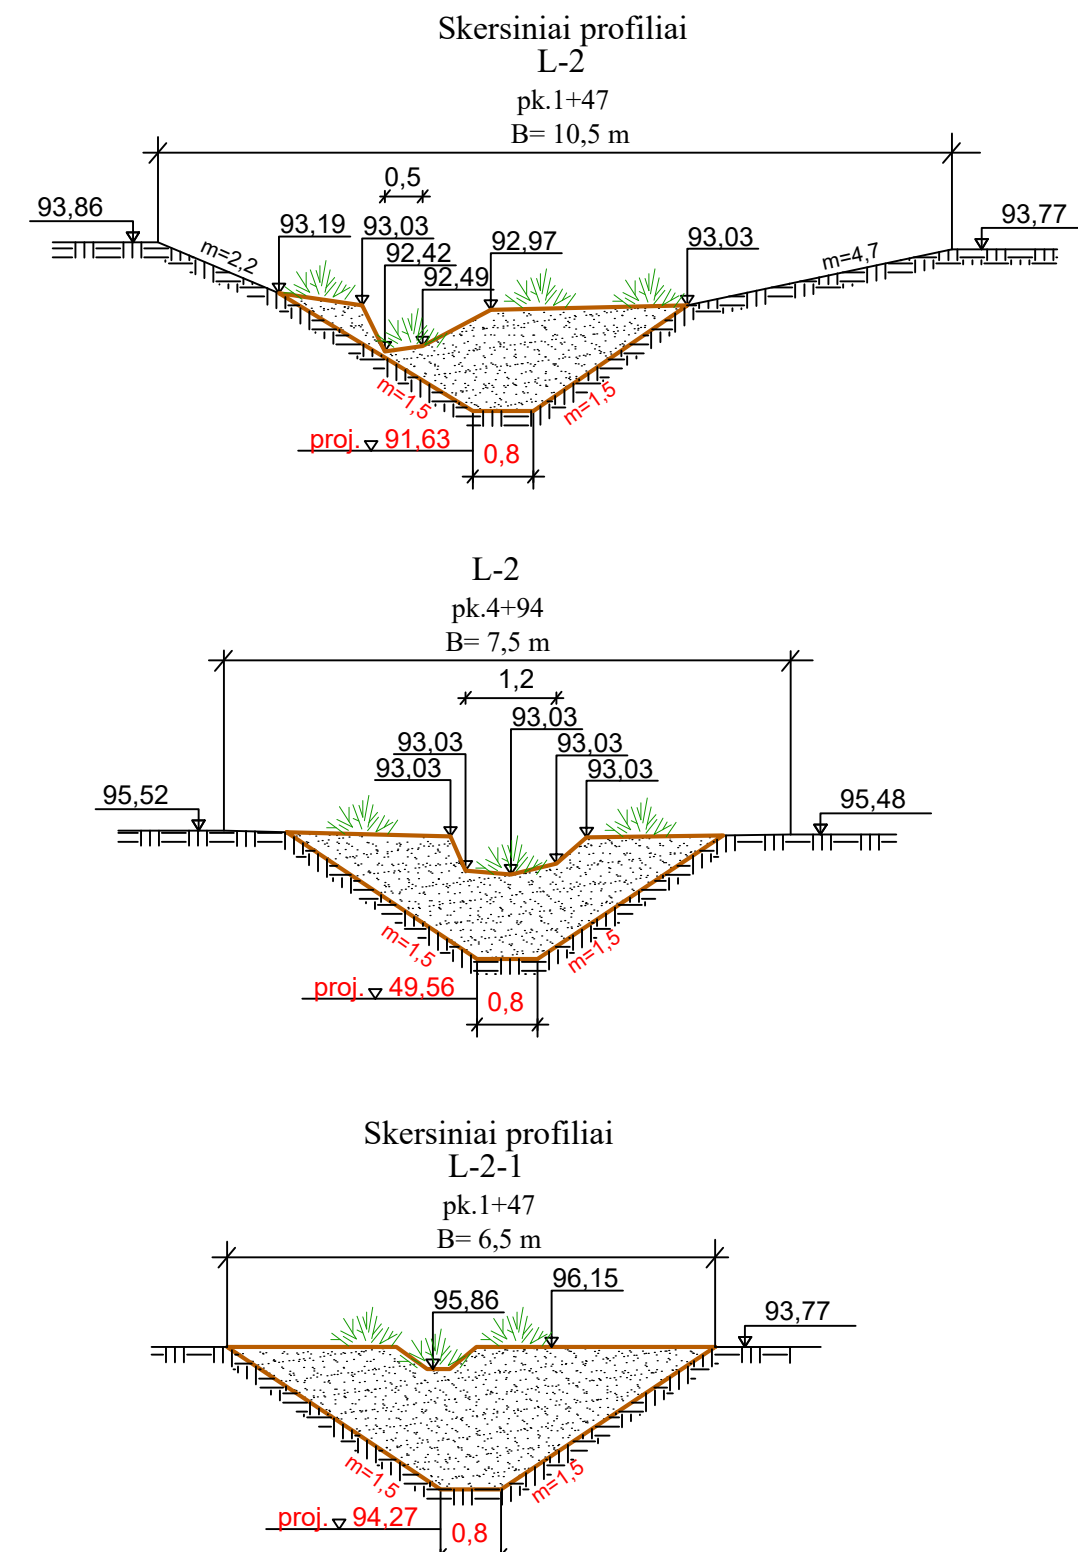 Skersiniai profiliai
L-2
pk.1+47
B= 10,5 m
0,5
93,86
93,19
93,03
92,42
92,49
92,97
93,03
93,77
m=2,2
m=4,7
m=1,5
m=1,5
proj. 91,63
0,8
L-2
pk.4+94
B= 7,5 m
1,2
93,03
93,03
93,03
93,03
93,03
95,52
95,48
m=1,5
m=1,5
proj. 49,56
0,8
Skersiniai profiliai
L-2-1
pk.1+47
B= 6,5 m
95,86
96,15
93,77
m=1,5
m=1,5
proj. 94,27
0,8